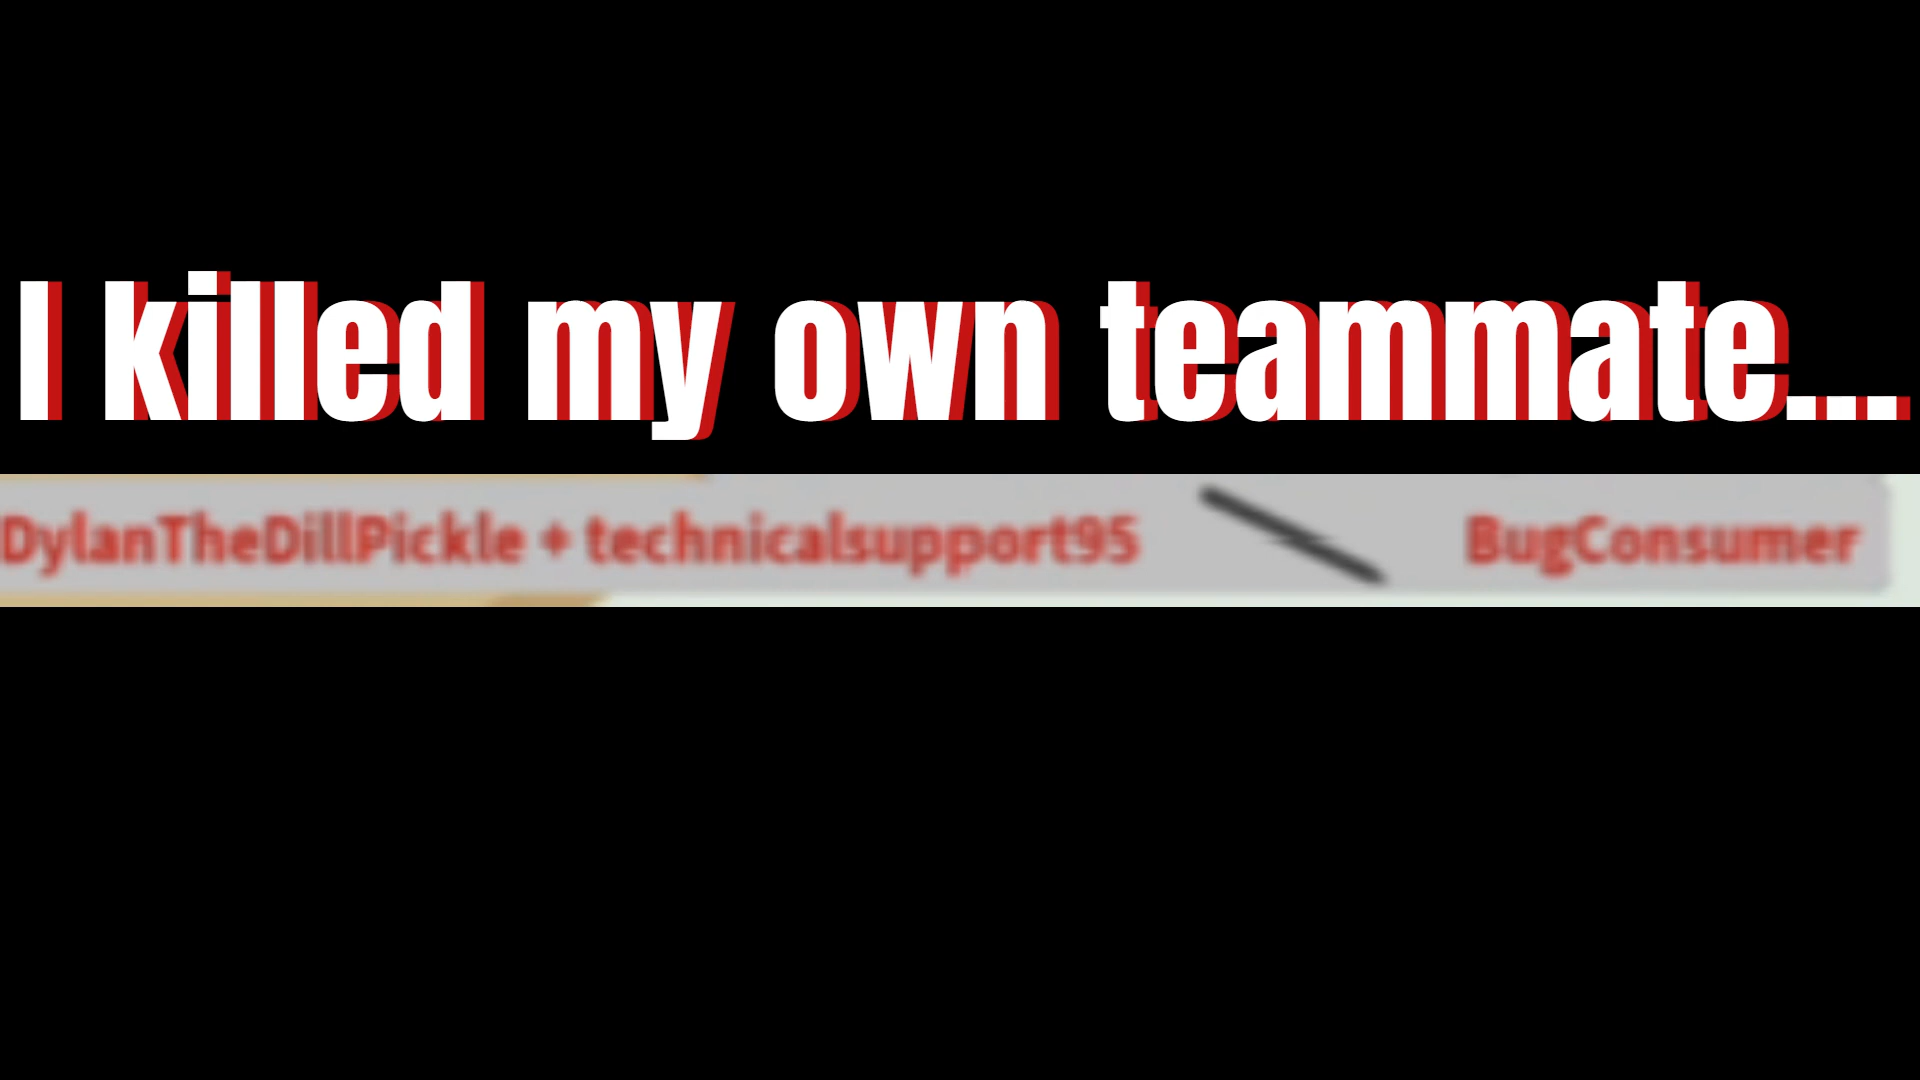 I killed my own teammate...
DylanTheDillPickle + technicalsupport95 BugConsumer